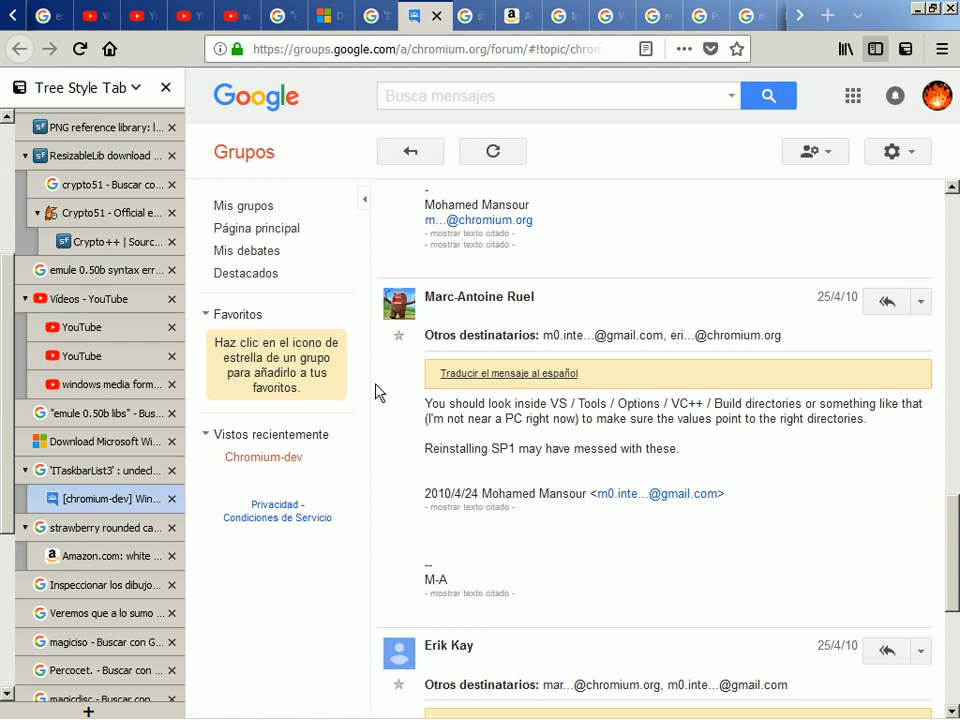 https://groups.google.com/a/chromium.org/forum/#!topic/chrom
Tree Style Tab
PNG reference library: l...
ResizableLib download ...
crypto51 - Buscar co...
Crypto51 - Official e...
Crypto++ | Sourc...
emule 0.50b syntax err...
Vídeos - YouTube
YouTube
YouTube
windows media form...
"emule 0.50b libs" - Bus...
Download Microsoft Wi...
'ITaskbarList3' : undecl...
[chromium-dev] Win...
strawberry rounded ca...
Amazon.com: white ...
Inspeccionar los dibujo...
Veremos que a lo sumo ...
magiciso - Buscar con G...
Percocet. - Buscar con ...
magicdisc - Buscar con
+
Google
Busca mensajes
Grupos
Mis grupos
Página principal
Mis debates
Destacados
Favoritos
Haz clic en el icono de
estrella de un grupo
para añadirlo a tus
favoritos.
Vistos recientemente
Chromium-dev
Privacidad -
Condiciones de Servicio
-
Mohamed Mansour
m...@chromium.org
- mostrar texto citado -
- mostrar texto citado -
Marc-Antoine Ruel
25/4/10
Otros destinatarios: m0.inte...@gmail.com, eri...@chromium.org
Traducir el mensaje al español
You should look inside VS / Tools / Options / VC++ / Build directories or something like that
(I'm not near a PC right now) to make sure the values point to the right directories.
Reinstalling SP1 may have messed with these.
2010/4/24 Mohamed Mansour <m0.inte...@gmail.com>
- mostrar texto citado -
--
M-A
- mostrar texto citado -
Erik Kay
25/4/10
Otros destinatarios: mar...@chromium.org, m0.inte...@gmail.com